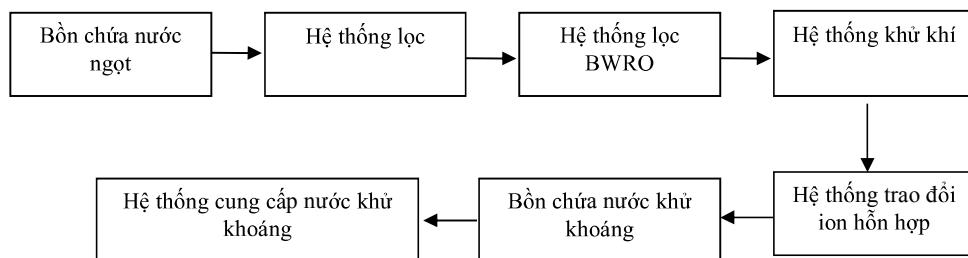 Bồn chứa nước
ngọt
Hệ thống lọc
Hệ thống lọc
BWRO
Hệ thống khử khí
Hệ thống trao đổi
ion hỗn hợp
Bồn chứa nước khử
khoáng
Hệ thống cung cấp nước khử
khoáng